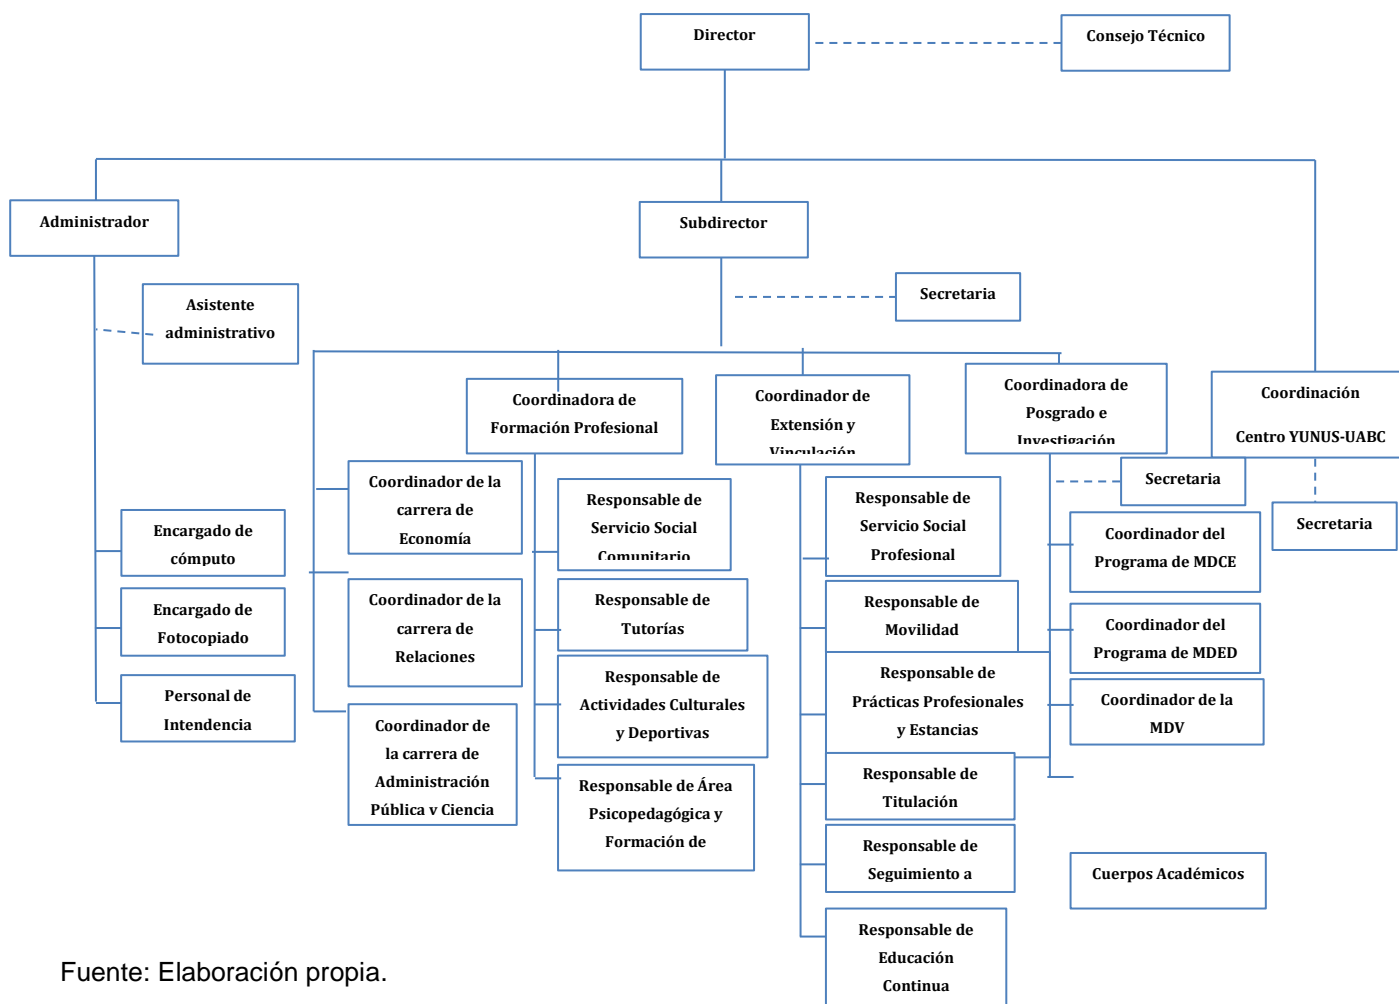 Director
Consejo Técnico
Administrador
Subdirector
Asistente
administrativo
Secretaria
Coordinadora de
Formación Profesional
Coordinador de
Extensión y
Vinculación
Coordinadora de
Posgrado e
Investigación
Coordinación
Centro YUNUS-UABC
Secretaria
Secretaria
Encargado de
cómputo
Encargado de
Fotocopiado
Personal de
Intendencia
Coordinador de la
carrera de
Economía
Coordinador de la
carrera de
Relaciones
Coordinador de
la carrera de
Administración
Pública y Ciencia
Responsable de
Servicio Social
Comunitario
Responsable de
Tutorías
Responsable de
Actividades Culturales
y Deportivas
Responsable de Área
Psicopedagógica y
Formación de
Responsable de
Servicio Social
Profesional
Responsable de
Movilidad
Responsable de
Prácticas Profesionales
y Estancias
Responsable de
Titulación
Responsable de
Seguimiento a
Responsable de
Educación
Continua
Coordinador del
Programa de MDCE
Coordinador del
Programa de MDED
Coordinador de la
MDV
Cuerpos Académicos
Fuente: Elaboración propia.